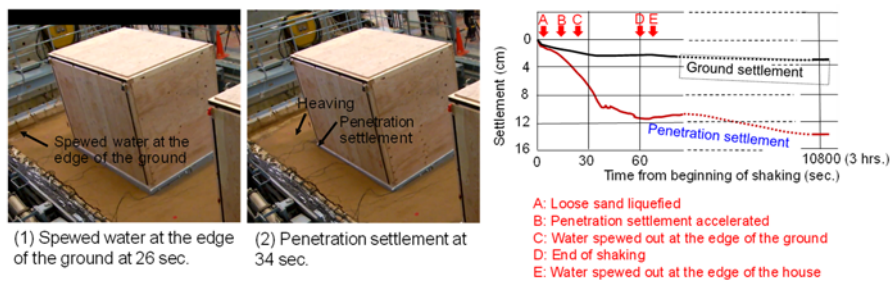 Spewed water at the
edge of the ground
(1) Spewed water at the edge
of the ground at 26 sec.
Heaving
Penetration
settlement
(2) Penetration settlement at
34 sec.
A B C D E
Settlement (cm)
0
4
8
12
16
Ground settlement
Penetration settlement
0 30 60 10800 (3 hrs.)
Time from beginning of shaking (sec.)
A: Loose sand liquefied
B: Penetration settlement accelerated
C: Water spewed out at the edge of the ground
D: End of shaking
E: Water spewed out at the edge of the house